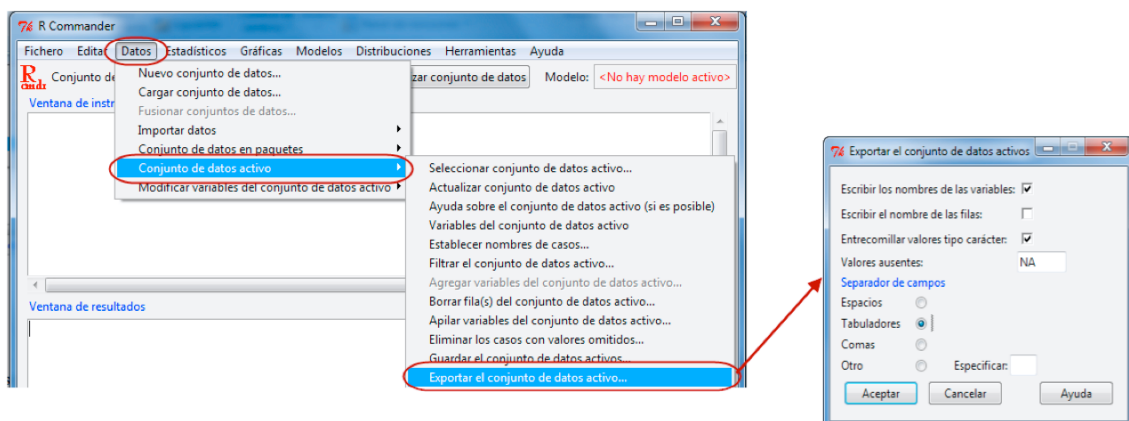 R Commander
Fichero Editar Datos Estadísticos Gráficas Modelos Distribuciones Herramientas Ayuda
R Conjunto de zar conjunto de datos Modelo: <No hay modelo activo>
cmdr
Ventana de instr
Nuevo conjunto de datos...
Cargar conjunto de datos...
Fusionar conjuntos de datos...
Importar datos
Conjunto de datos en paquetes
Conjunto de datos activo
Modificar variables del conjunto de datos activo
Seleccionar conjunto de datos activo...
Actualizar conjunto de datos activo
Ayuda sobre el conjunto de datos activo (si es posible)
Variables del conjunto de datos activo
Establecer nombres de casos...
Filtrar el conjunto de datos activo...
Agregar variables del conjunto de datos activo...
Borrar fila(s) del conjunto de datos activo...
Apilar variables del conjunto de datos activo...
Eliminar los casos con valores omitidos...
Guardar el conjunto de datos activos...
Exportar el conjunto de datos activo...
Ventana de resultados
Exportar el conjunto de datos activos
Escribir los nombres de las variables:
Escribir el nombre de las filas:
Entrecomillar valores tipo carácter:
Valores ausentes: NA
Separador de campos
Espacios
Tabuladores
Comas
Otro Especificar:
Aceptar Cancelar Ayuda